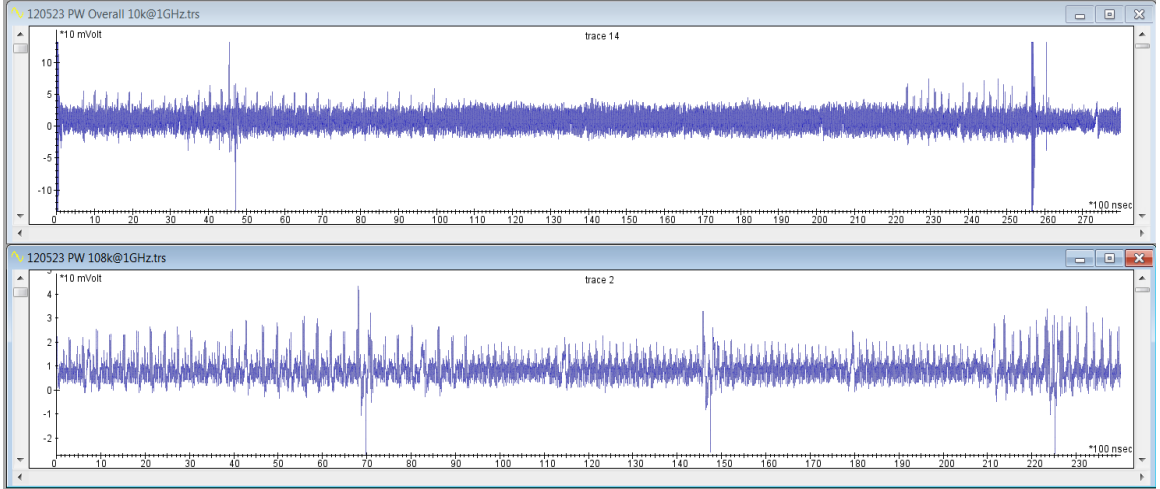 120523 PW Overall 10k@1GHz.trs
*10 mVolt
trace 14
10
5
0
-5
-10
*100 nsec
0 10 20 30 40 50 60 70 80 90 100 110 120 130 140 150 160 170 180 190 200 210 220 230 240 250 260 270
120523 PW 108k@1GHz.trs
*10 mVolt
trace 2
4
3
2
1
0
-1
-2
*100 nsec
0 10 20 30 40 50 60 70 80 90 100 110 120 130 140 150 160 170 180 190 200 210 220 230